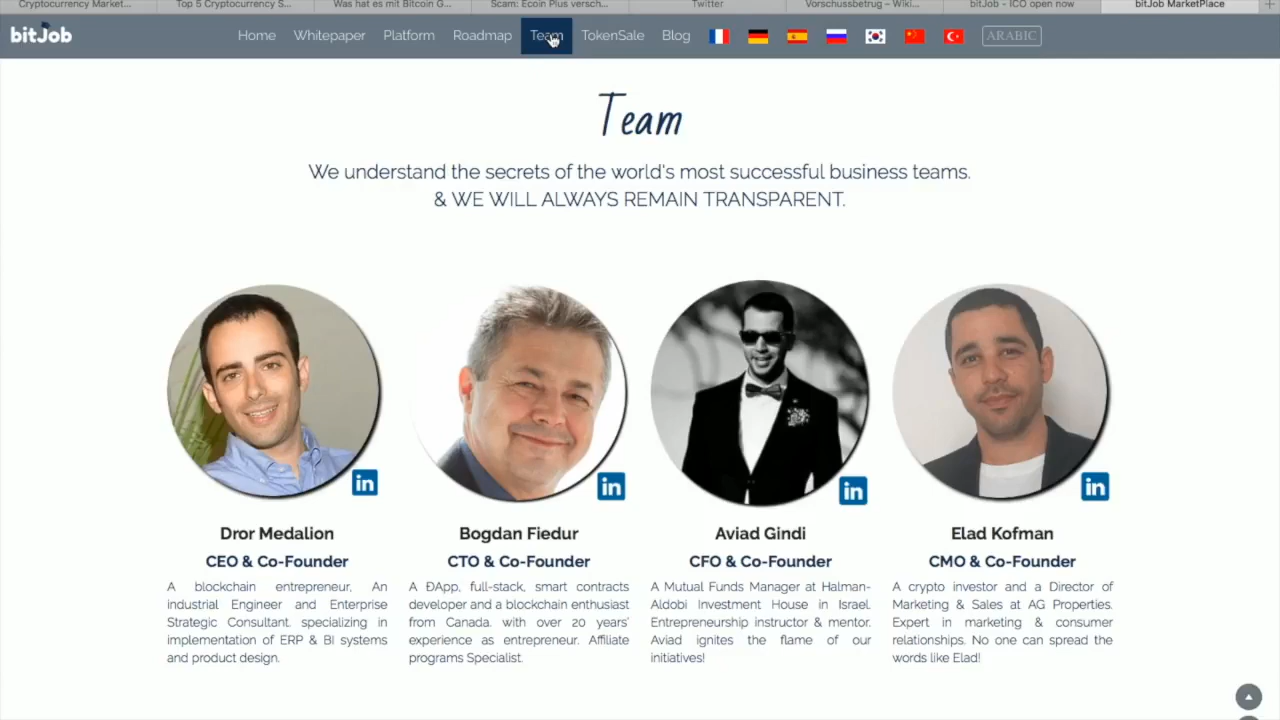 Cryptocurrency Market...
Top 5 Cryptocurrency S...
Was hat es mit Bitcoin G...
Scam: Ecoin Plus versch...
Twitter
Vorschussbetrug – Wiki...
bitJob - ICO open now
bitJob MarketPlace
bitJob
Home
Whitepaper
Platform
Roadmap
Team
TokenSale
Blog
ARABIC
Team
We understand the secrets of the world's most successful business teams.
& WE WILL ALWAYS REMAIN TRANSPARENT.
in
in
in
in
Dror Medalion
CEO & Co-Founder
A blockchain entrepreneur, An
industrial Engineer and Enterprise
Strategic Consultant. specializing in
implementation of ERP & BI systems
and product design.
Bogdan Fiedur
CTO & Co-Founder
A ÐApp, full-stack, smart contracts
developer and a blockchain enthusiast
from Canada, with over 20 years'
experience as entrepreneur. Affiliate
programs Specialist.
Aviad Gindi
CFO & Co-Founder
A Mutual Funds Manager at Halman-
Aldobi Investment House in Israel.
Entrepreneurship instructor & mentor.
Aviad ignites the flame of our
initiatives!
Elad Kofman
CMO & Co-Founder
A crypto investor and a Director of
Marketing & Sales at AG Properties.
Expert in marketing & consumer
relationships. No one can spread the
words like Elad!